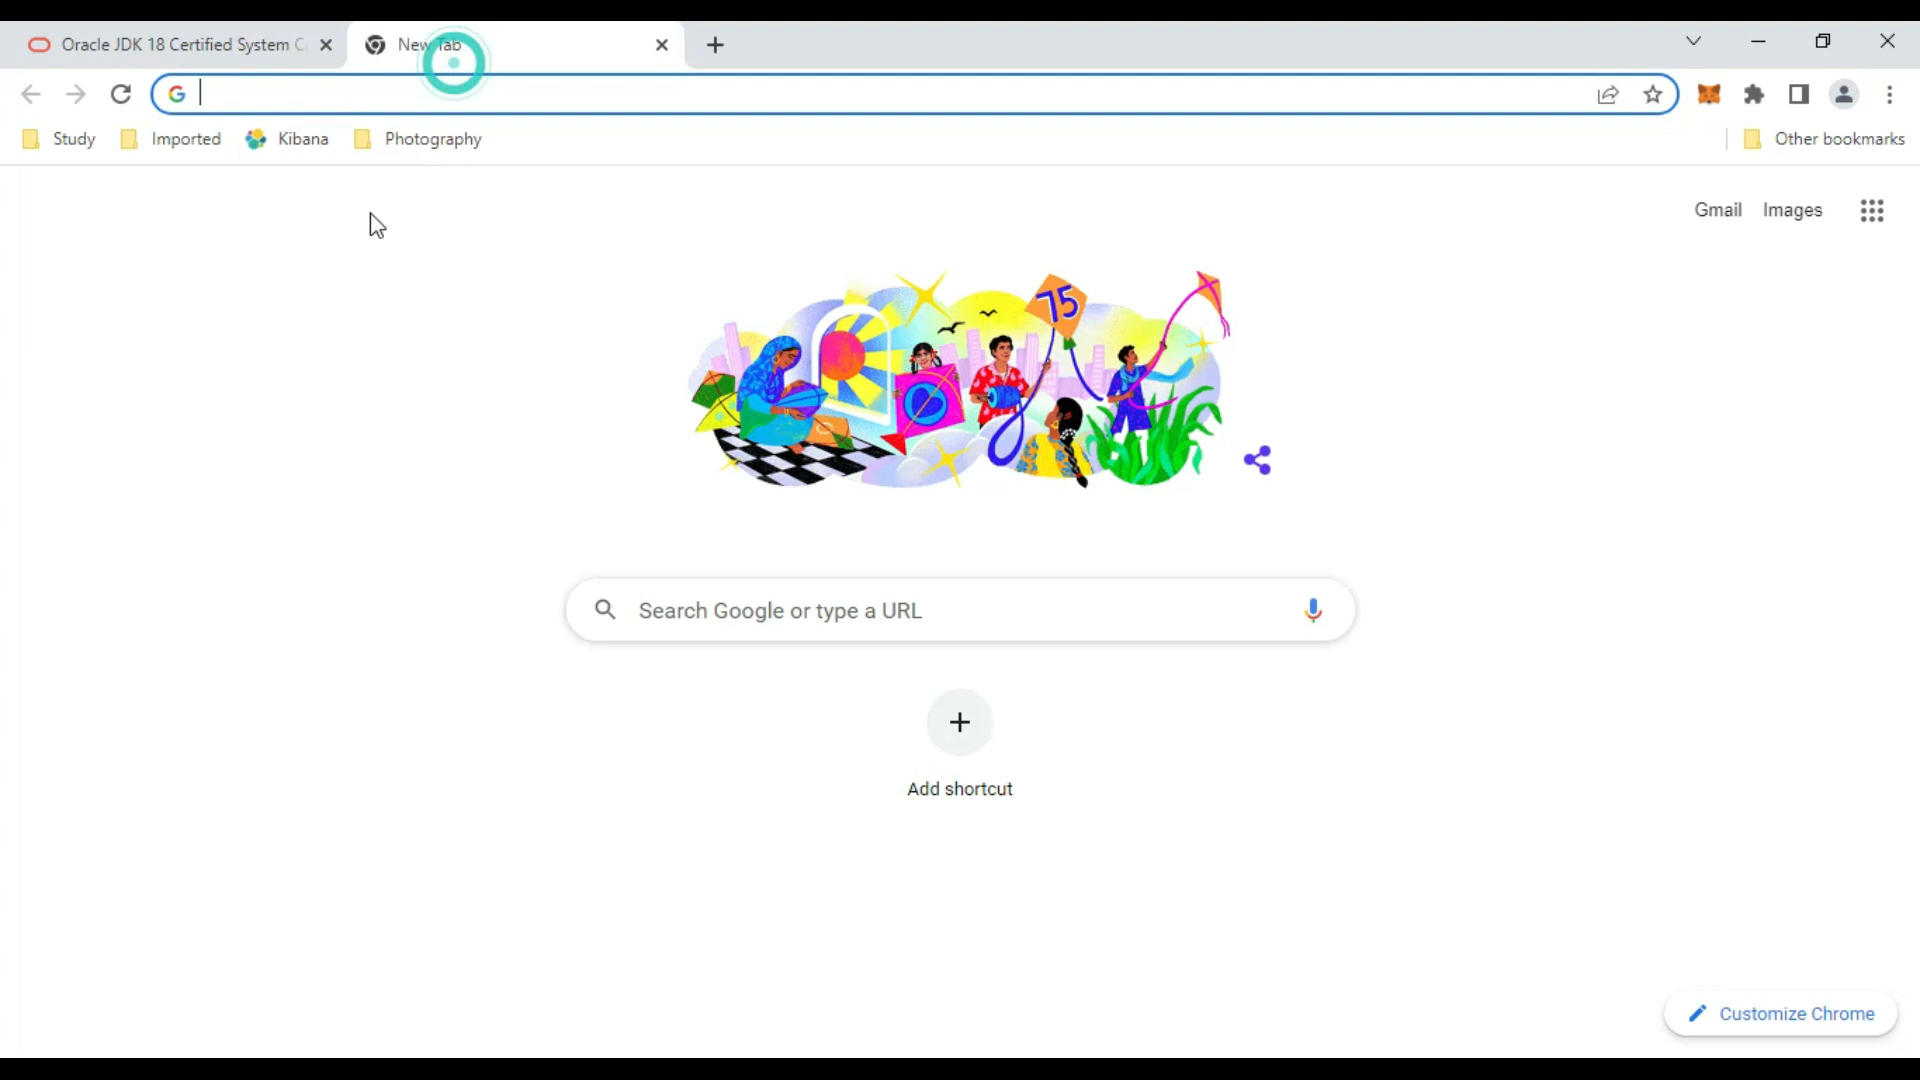 Oracle JDK 18 Certified System C
New Tab
Study
Imported
Kibana
Photography
Other bookmarks
Gmail
Images
75
Search Google or type a URL
Add shortcut
Customize Chrome